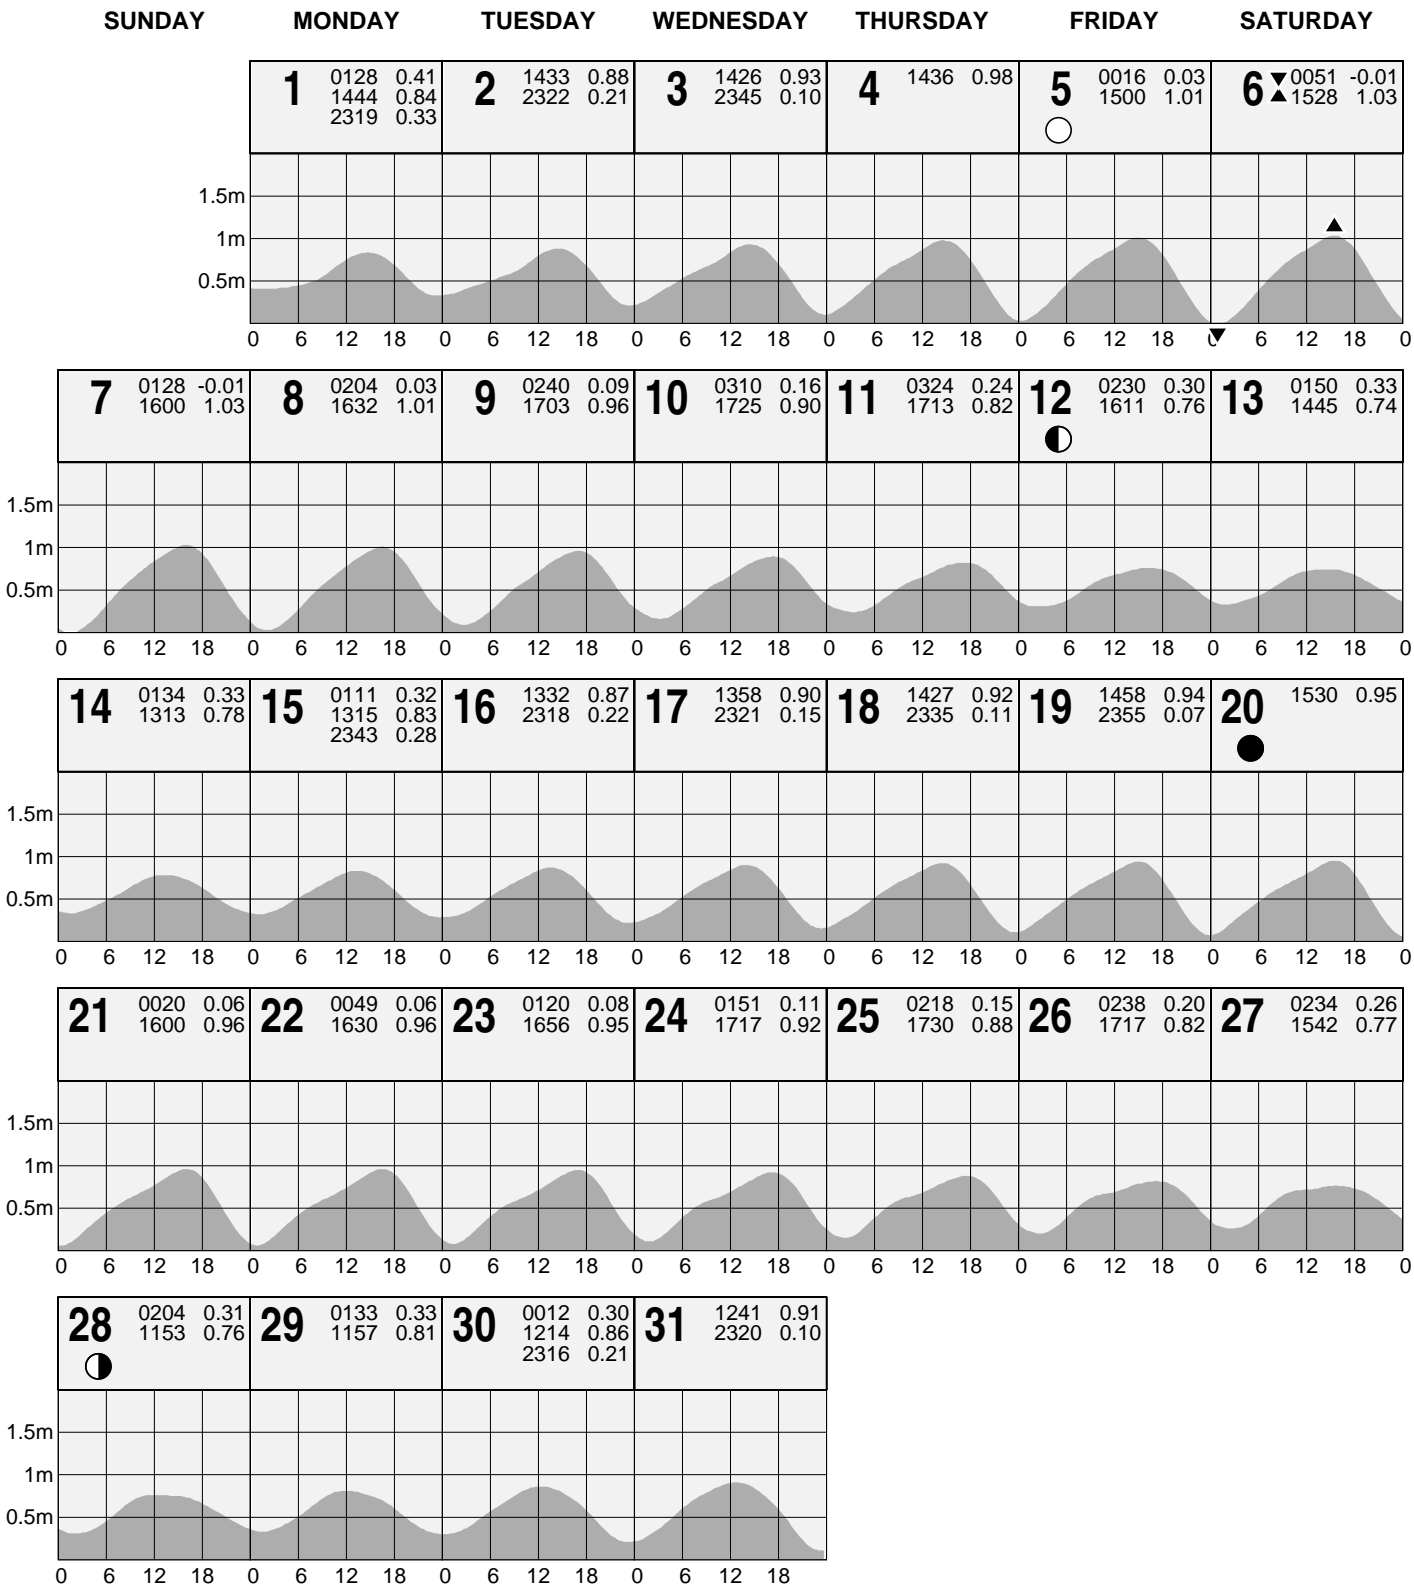 SUNDAY MONDAY TUESDAY WEDNESDAY THURSDAY FRIDAY SATURDAY
1 0128 0.41
1444 0.84
2319 0.33
2 1433 0.88
2322 0.21
3 1426 0.93
2345 0.10
4 1436 0.98
5 0016 0.03
1500 1.01
6 0051 -0.01
1528 1.03
1.5m
1m
0.5m
0 6 12 18 0 6 12 18 0 6 12 18 0 6 12 18 0 6 12 18 0 6 12 18 0
7 0128 -0.01
1600 1.03
8 0204 0.03
1632 1.01
9 0240 0.09
1703 0.96
10 0310 0.16
1725 0.90
11 0324 0.24
1713 0.82
12 0230 0.30
1611 0.76
13 0150 0.33
1445 0.74
1.5m
1m
0.5m
0 6 12 18 0 6 12 18 0 6 12 18 0 6 12 18 0 6 12 18 0 6 12 18 0 6 12 18 0
14 0134 0.33
1313 0.78
15 0111 0.32
1315 0.83
2343 0.28
16 1332 0.87
2318 0.22
17 1358 0.90
2321 0.15
18 1427 0.92
2335 0.11
19 1458 0.94
2355 0.07
20 1530 0.95
1.5m
1m
0.5m
0 6 12 18 0 6 12 18 0 6 12 18 0 6 12 18 0 6 12 18 0 6 12 18 0 6 12 18 0
21 0020 0.06
1600 0.96
22 0049 0.06
1630 0.96
23 0120 0.08
1656 0.95
24 0151 0.11
1717 0.92
25 0218 0.15
1730 0.88
26 0238 0.20
1717 0.82
27 0234 0.26
1542 0.77
1.5m
1m
0.5m
0 6 12 18 0 6 12 18 0 6 12 18 0 6 12 18 0 6 12 18 0 6 12 18 0 6 12 18 0
28 0204 0.31
1153 0.76
29 0133 0.33
1157 0.81
30 0012 0.30
1214 0.86
2316 0.21
31 1241 0.91
2320 0.10
1.5m
1m
0.5m
0 6 12 18 0 6 12 18 0 6 12 18 0 6 12 18